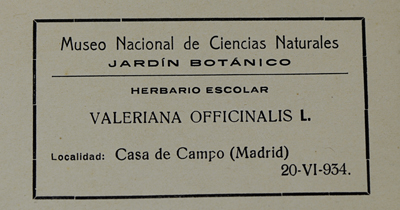 Museo Nacional de Ciencias Naturales
JARDÍN BOTÁNICO
HERBARIO ESCOLAR
VALERIANA OFFICINALIS L.
Localidad: Casa de Campo (Madrid)
20-VI-934.